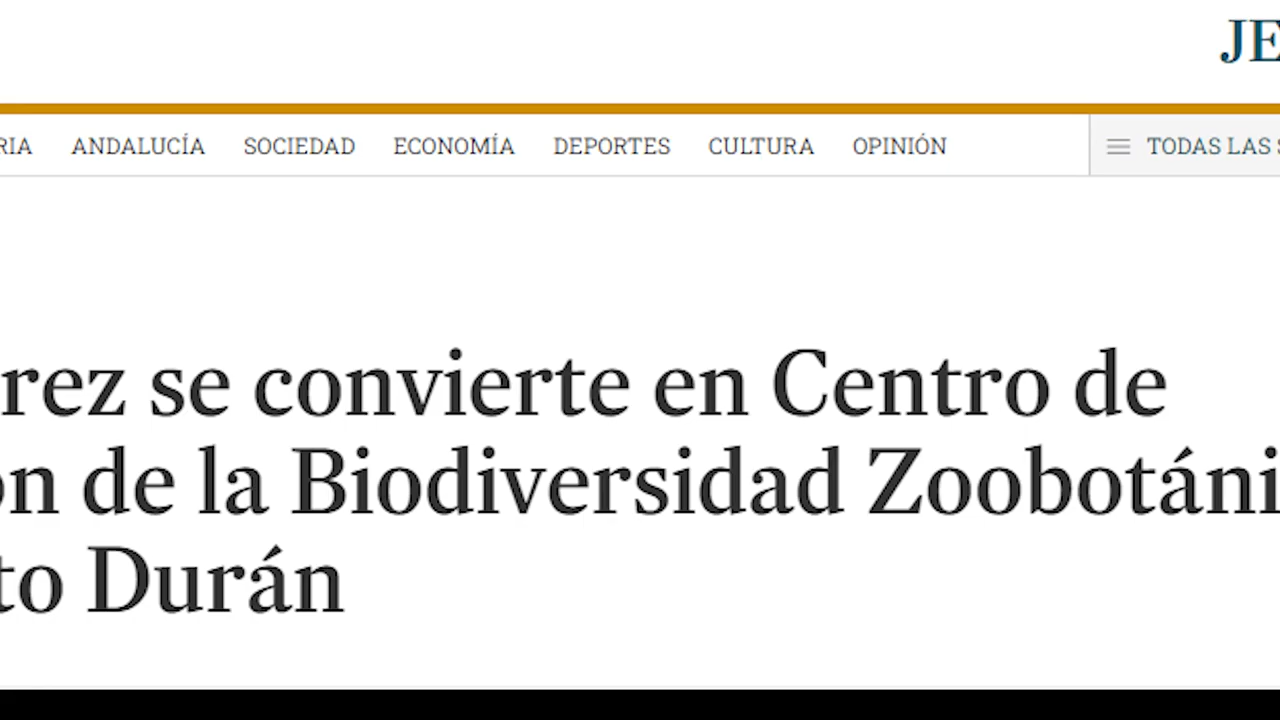 JE
RIA ANDALUCÍA SOCIEDAD ECONOMÍA DEPORTES CULTURA OPINIÓN TODAS LAS S
rez se convierte en Centro de
ón de la Biodiversidad Zoobotáni
to Durán